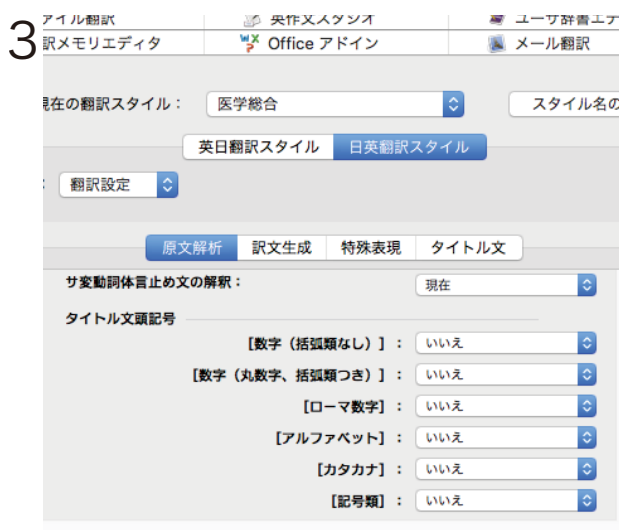 3
ァイル翻訳 英作文スタジオ ユーザ辞書エデ
訳メモリエディタ Office アドイン メール翻訳
現在の翻訳スタイル： 医学総合 スタイル名の
英日翻訳スタイル 日英翻訳スタイル
： 翻訳設定
原文解析 訳文生成 特殊表現 タイトル文
サ変動詞体言止め文の解釈： 現在
タイトル文頭記号
[数字（括弧類なし）]： いいえ
[数字（丸数字、括弧類つき）]： いいえ
[ローマ数字]： いいえ
[アルファベット]： いいえ
[カタカナ]： いいえ
[記号類]： いいえ